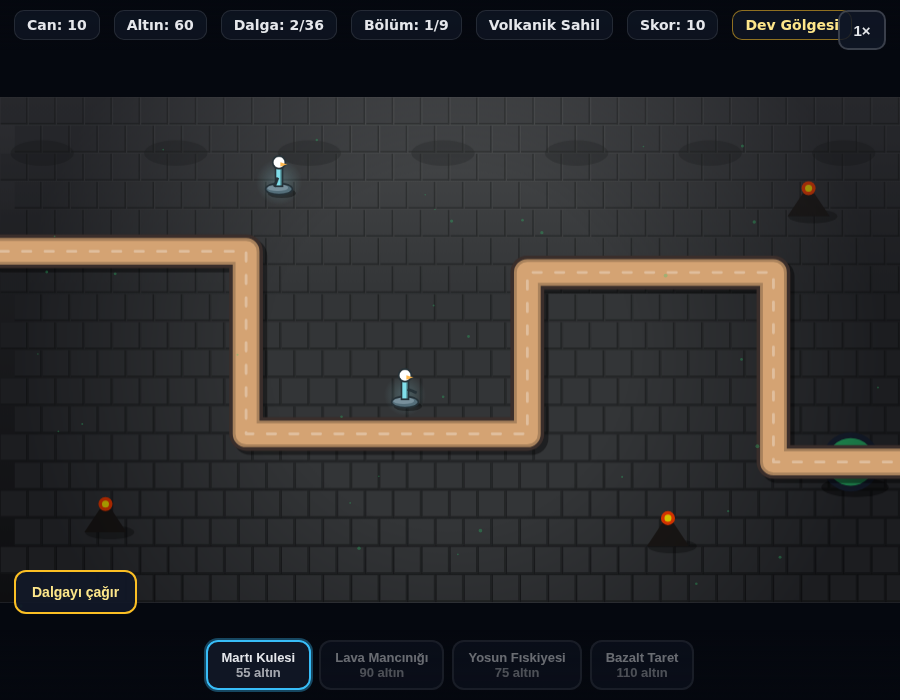 Can: 10
Altın: 60
Dalga: 2/36
Bölüm: 1/9
Volkanik Sahil
Skor: 10
Dev Gölgesi
1×
Dalgayı çağır
Martı Kulesi
55 altın
Lava Mancınığı
90 altın
Yosun Fıskiyesi
75 altın
Bazalt Taret
110 altın